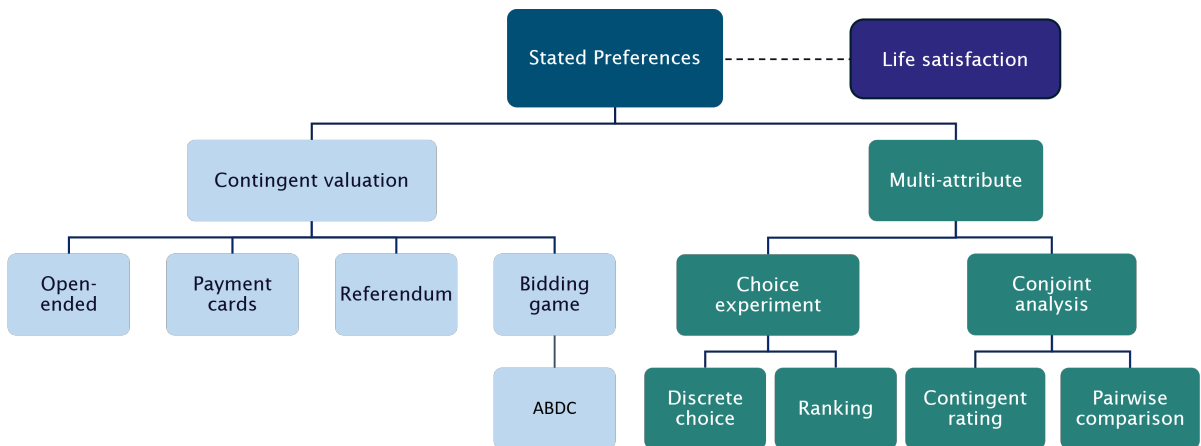 Stated Preferences
Life satisfaction
Contingent valuation
Multi-attribute
Open-
ended
Payment
cards
Referendum
Bidding
game
Choice
experiment
Conjoint
analysis
ABDC
Discrete
choice
Ranking
Contingent
rating
Pairwise
comparison